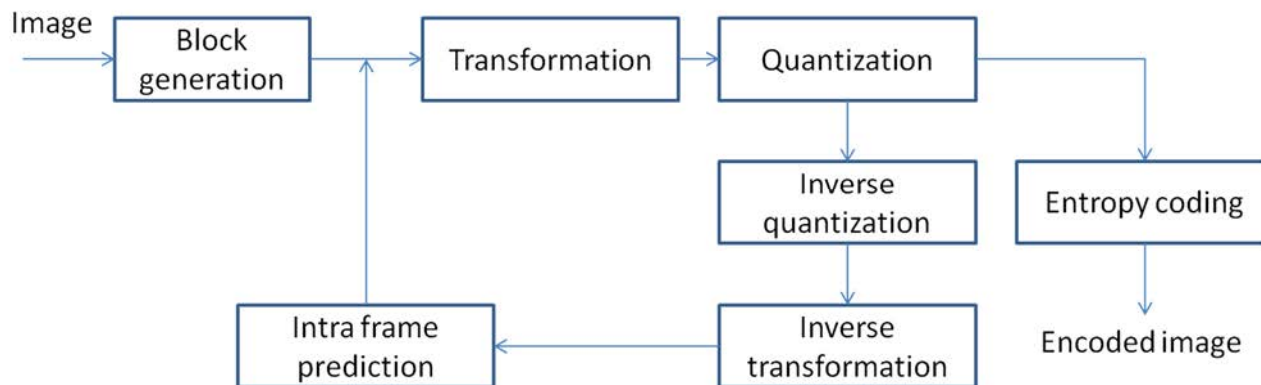 Image
Block
generation
Transformation
Quantization
Inverse
quantization
Entropy coding
Intra frame
prediction
Inverse
transformation
Encoded image